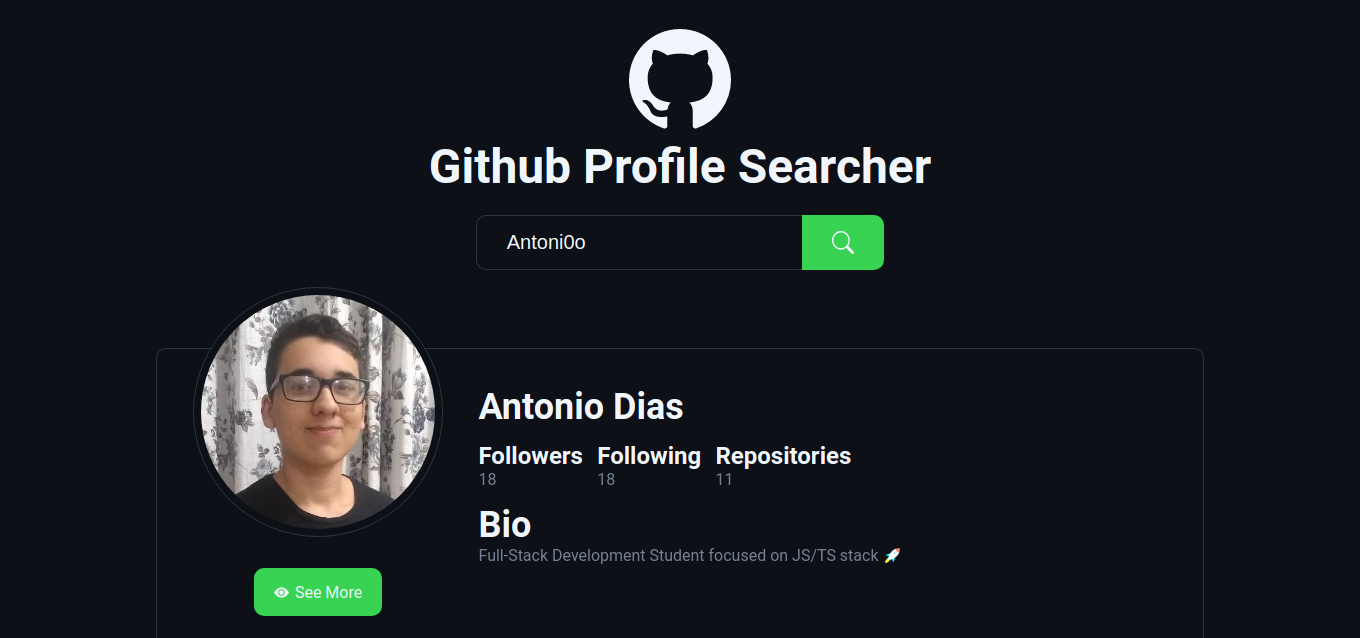 Github Profile Searcher
Antoni0o
Antonio Dias
Followers Following Repositories
18 18 11
Bio
Full-Stack Development Student focused on JS/TS stack 🚀
See More